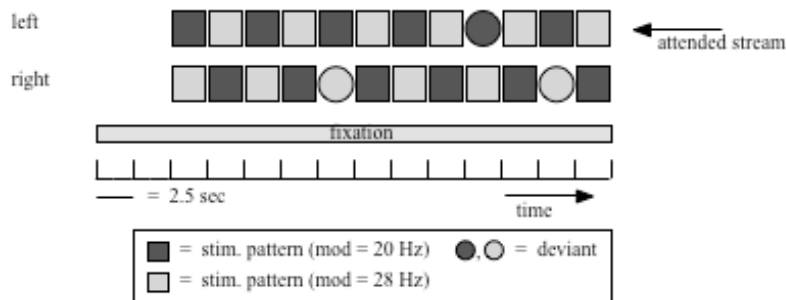 left
attended stream
right
fixation
= 2.5 sec
time
= stim. pattern (mod = 20 Hz) , = deviant
= stim. pattern (mod = 28 Hz)